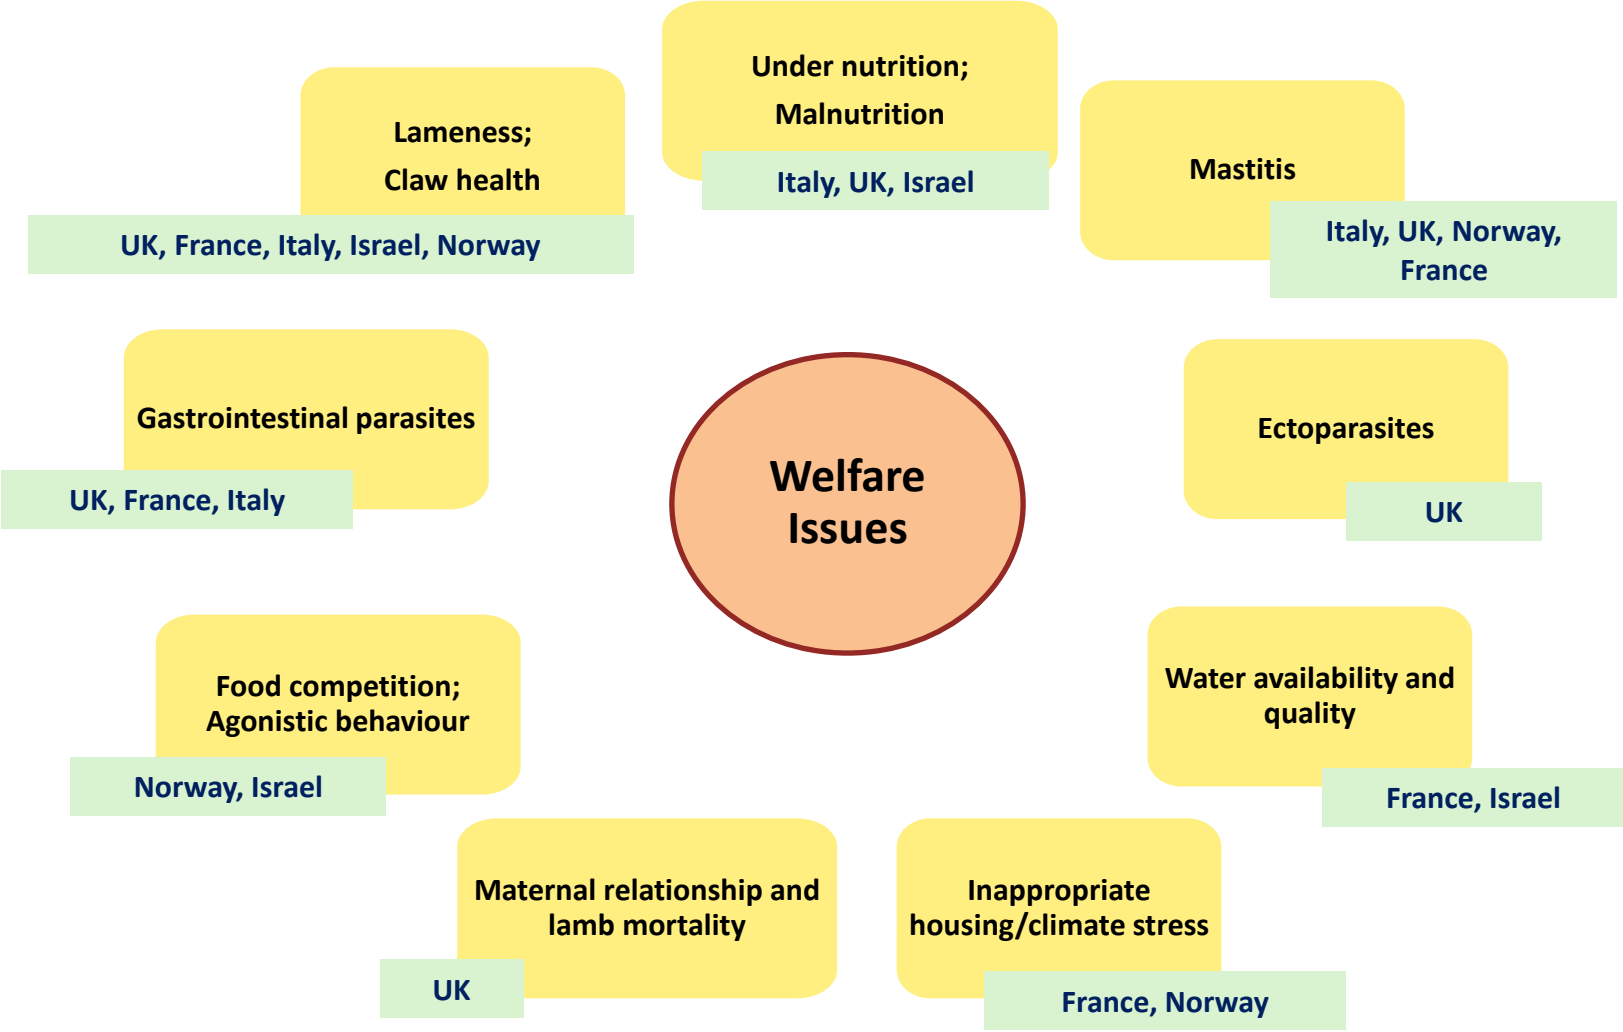 Under nutrition;
Malnutrition
Italy, UK, Israel
Mastitis
Italy, UK, Norway,
France
Ectoparasites
UK
Water availability and
quality
France, Israel
Inappropriate
housing/climate stress
France, Norway
Maternal relationship and
lamb mortality
UK
Food competition;
Agonistic behaviour
Norway, Israel
Gastrointestinal parasites
UK, France, Italy
Lameness;
Claw health
UK, France, Italy, Israel, Norway
Welfare
Issues